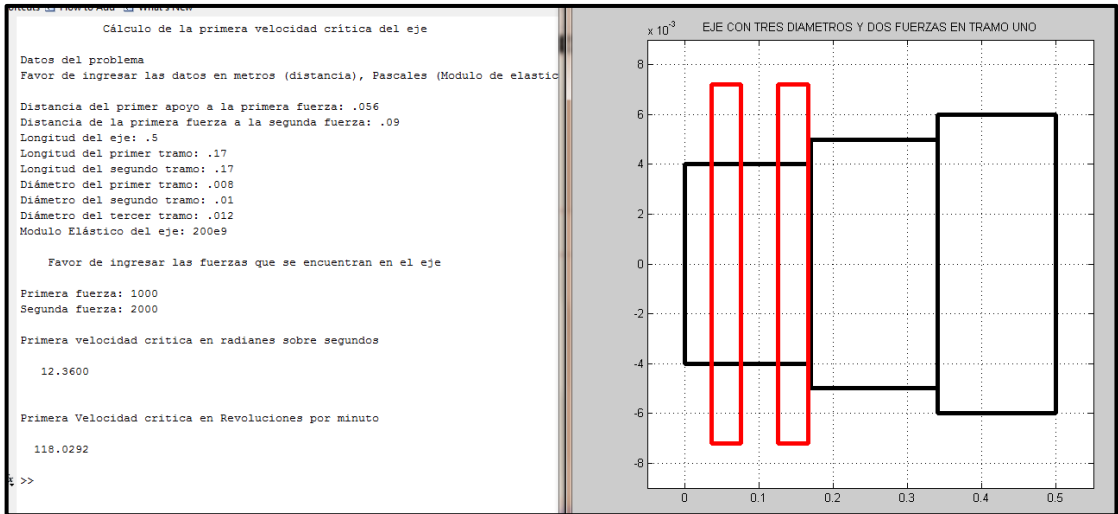 Cálculo de la primera velocidad crítica del eje
Datos del problema
Favor de ingresar las datos en metros (distancia), Pascales (Modulo de elastic
Distancia del primer apoyo a la primera fuerza: .056
Distancia de la primera fuerza a la segunda fuerza: .09
Longitud del eje: .5
Longitud del primer tramo: .17
Longitud del segundo tramo: .17
Diámetro del primer tramo: .008
Diámetro del segundo tramo: .01
Diámetro del tercer tramo: .012
Modulo Elástico del eje: 200e9
Favor de ingresar las fuerzas que se encuentran en el eje
Primera fuerza: 1000
Segunda fuerza: 2000
Primera velocidad critica en radianes sobre segundos
12.3600
Primera Velocidad critica en Revoluciones por minuto
118.0292
>>
EJE CON TRES DIAMETROS Y DOS FUERZAS EN TRAMO UNO
x 10^-3
8
6
4
2
0
-2
-4
-6
-8
0 0.1 0.2 0.3 0.4 0.5